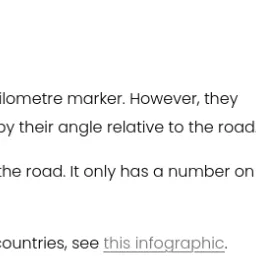 ilometre marker. However, they
by their angle relative to the road.
the road. It only has a number on
countries, see this infographic.